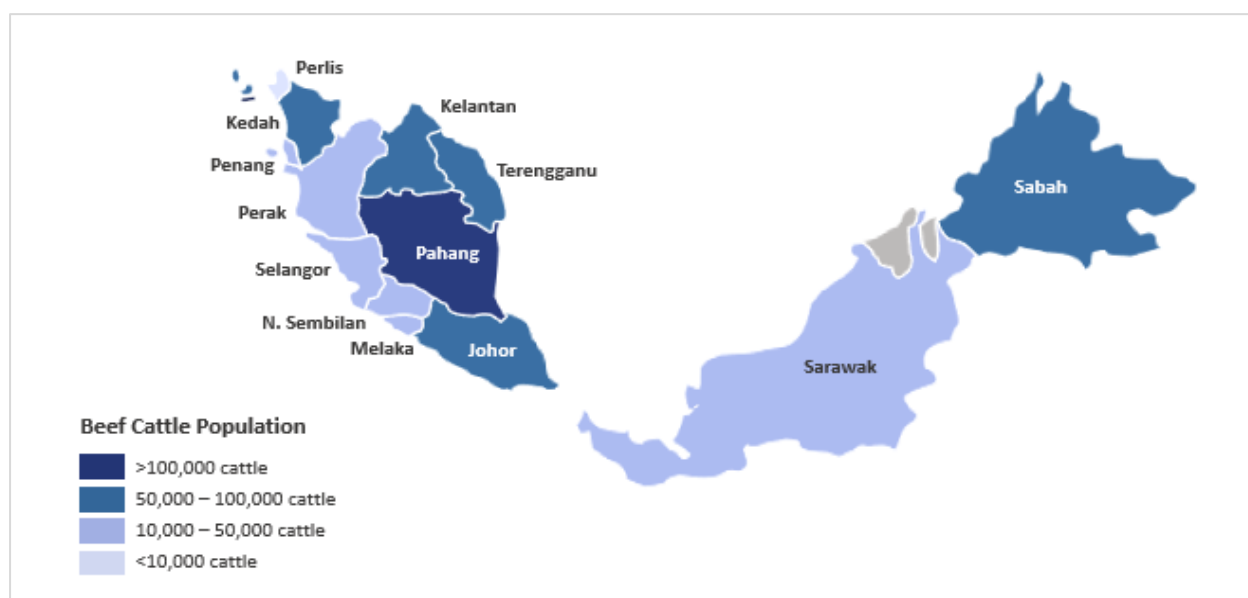 Perlis
Kelantan
Kedah
Penang
Terengganu
Sabah
Perak
Pahang
Selangor
N. Sembilan
Melaka
Johor
Sarawak
Beef Cattle Population
>100,000 cattle
50,000 – 100,000 cattle
10,000 – 50,000 cattle
<10,000 cattle